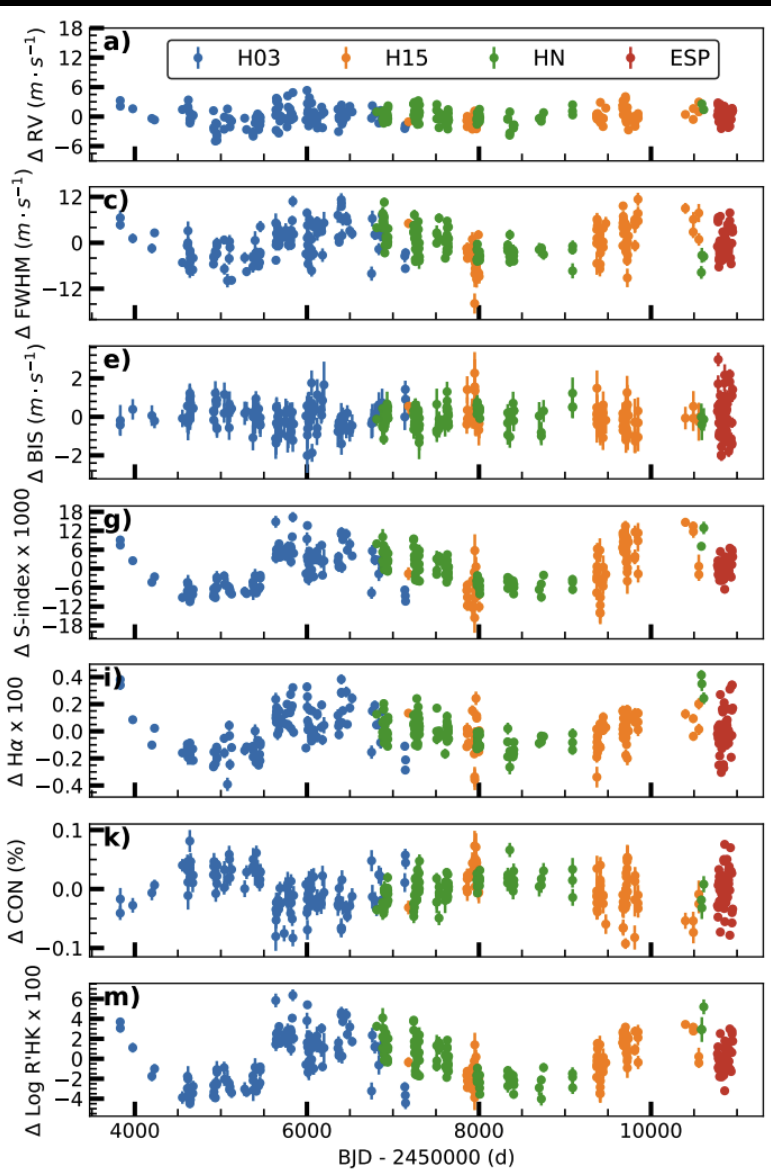 a)
H03 H15 HN ESP
Δ RV (m · s⁻¹)
18
12
6
0
−6
c)
Δ FWHM (m · s⁻¹)
12
0
−12
e)
Δ BIS (m · s⁻¹)
2
0
−2
g)
Δ S-index x 1000
18
12
6
0
−6
−12
−18
i)
Δ Hα x 100
0.4
0.2
0.0
−0.2
−0.4
k)
Δ CON (%)
0.1
0.0
−0.1
m)
Δ Log R'HK x 100
6
4
2
0
−2
−4
4000 6000 8000 10000
BJD - 2450000 (d)